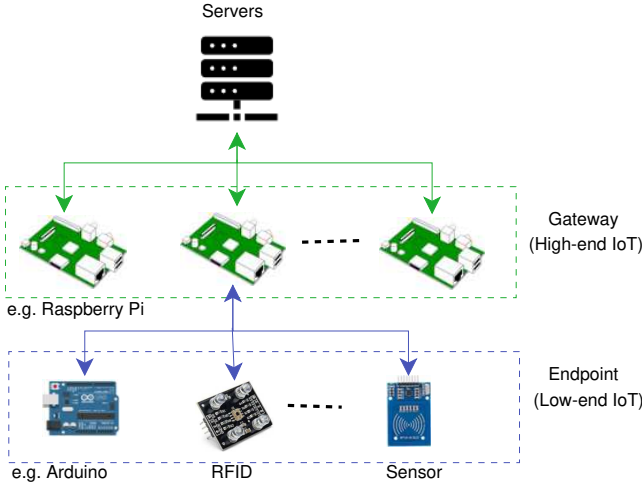 Servers
Gateway
(High-end IoT)
e.g. Raspberry Pi
Endpoint
(Low-end IoT)
e.g. Arduino
RFID
Sensor